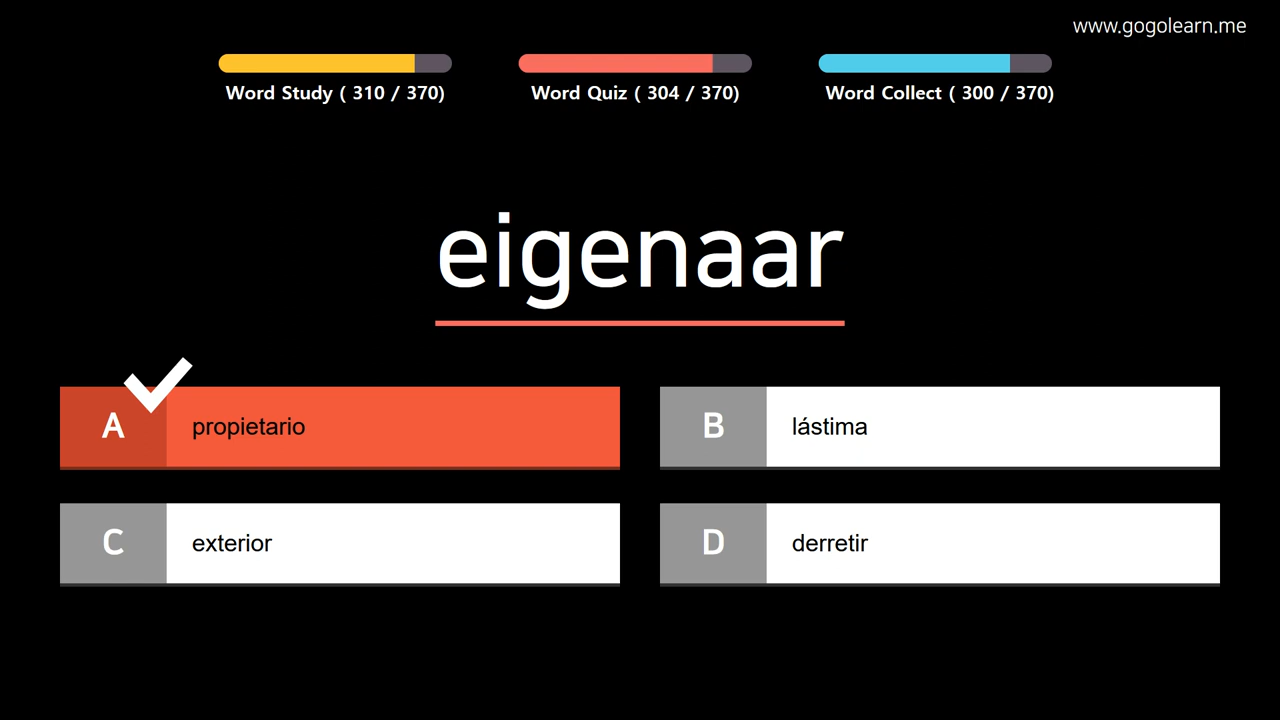 www.gogolearn.me
Word Study ( 310 / 370)
Word Quiz ( 304 / 370)
Word Collect ( 300 / 370)
eigenaar
A propietario
B lástima
C exterior
D derretir